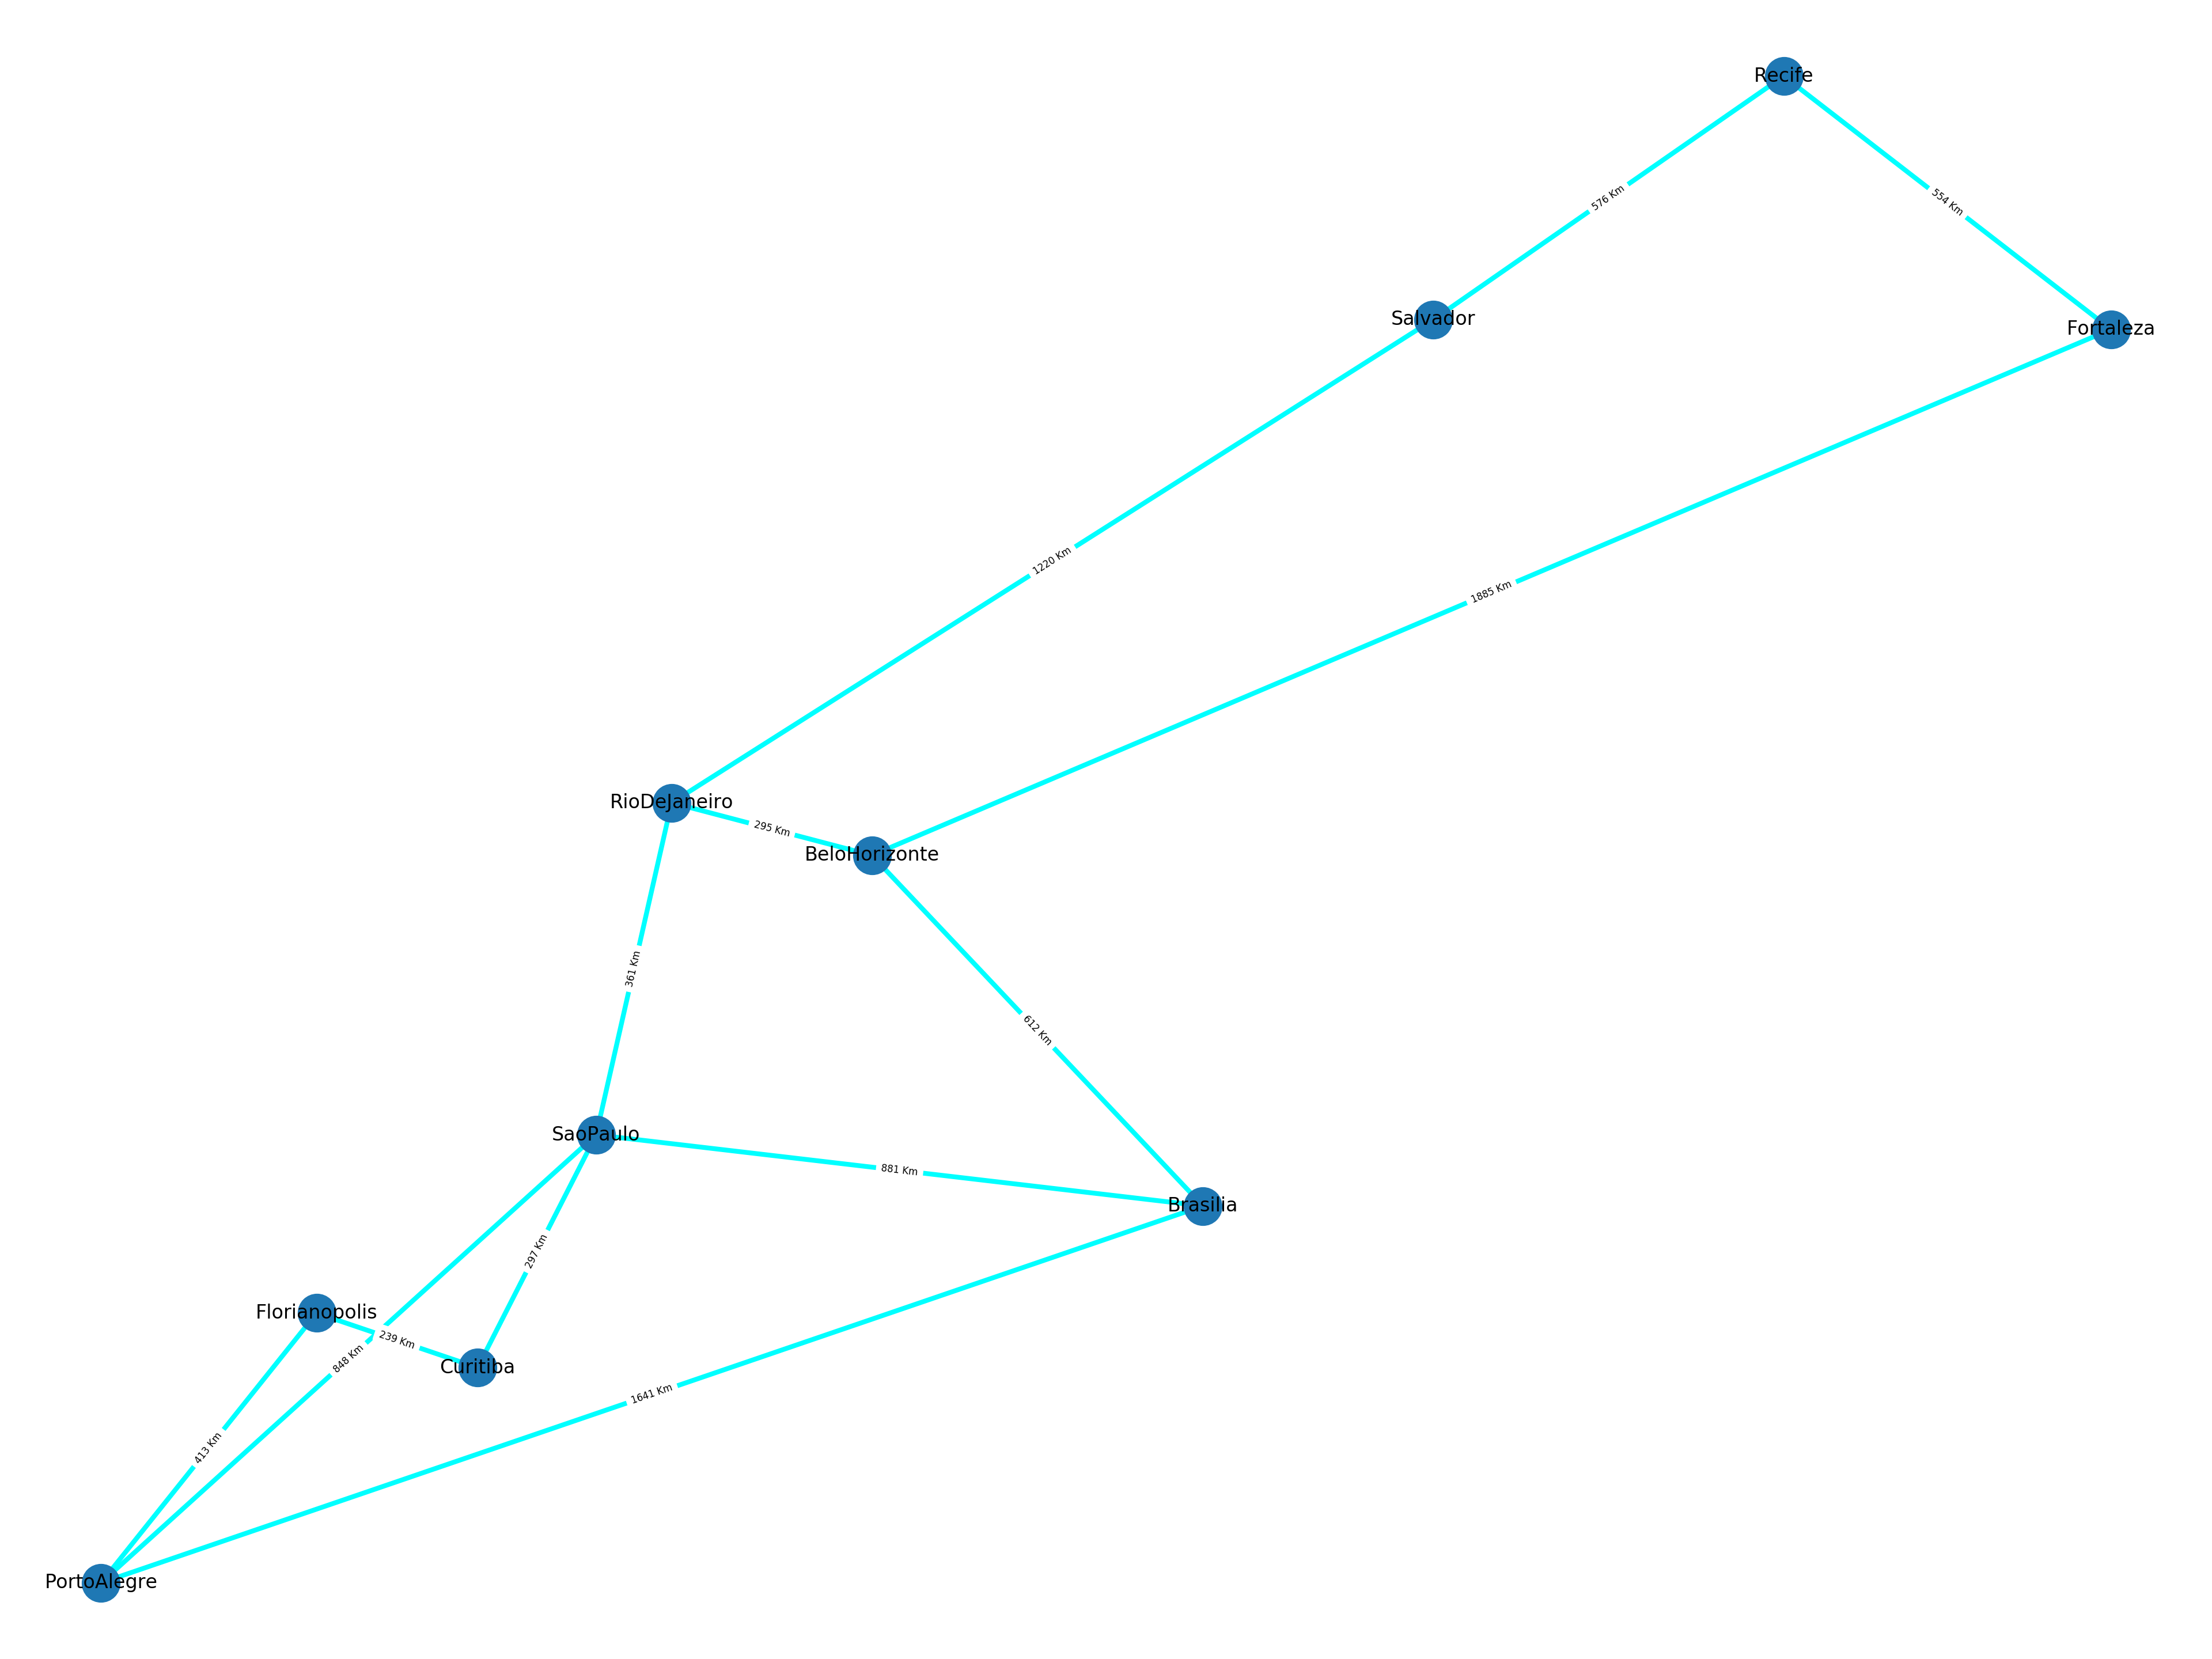 Recife
576 Km
554 Km
Salvador
Fortaleza
1220 Km
1885 Km
RioDeJaneiro
295 Km
BeloHorizonte
361 Km
612 Km
SaoPaulo
881 Km
Brasilia
297 Km
Florianopolis
239 Km
848 Km
Curitiba
1641 Km
413 Km
PortoAlegre